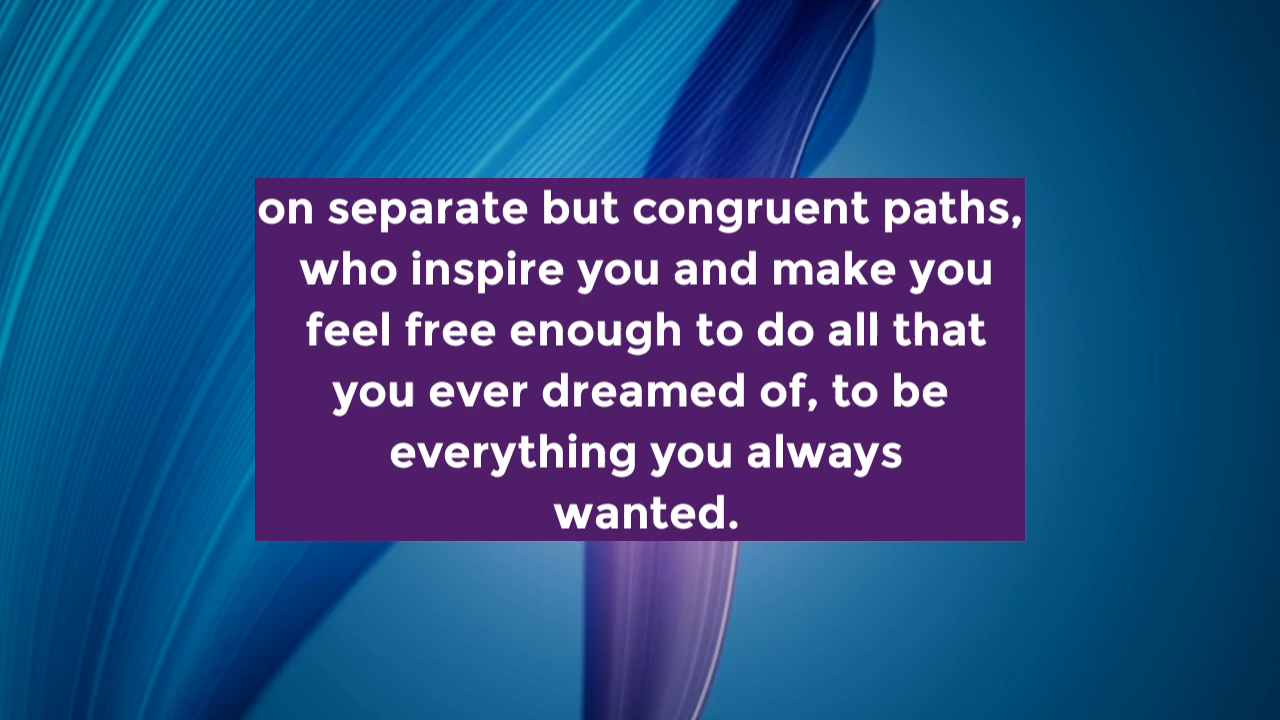 on separate but congruent paths,
who inspire you and make you
feel free enough to do all that
you ever dreamed of, to be
everything you always
wanted.